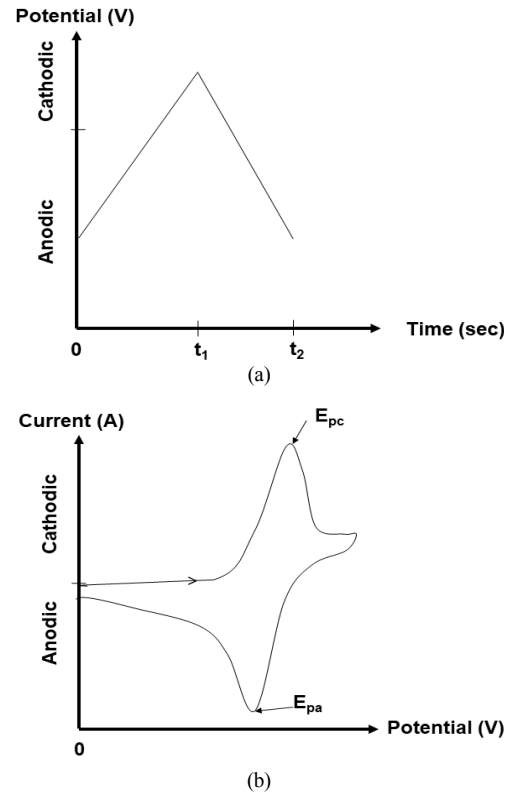 Potential (V)
Cathodic
Anodic
0
t1
t2
Time (sec)
(a)
Current (A)
Epc
Cathodic
Anodic
Epa
0
Potential (V)
(b)